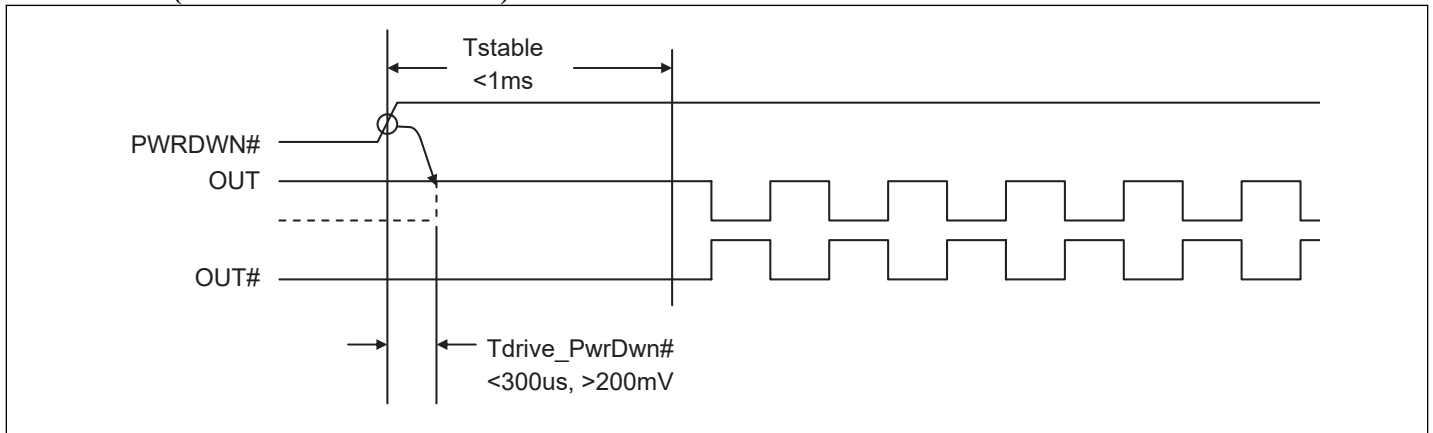 Tstable
<1ms
PWRDWN#
OUT
OUT#
Tdrive_PwrDwn#
<300us, >200mV